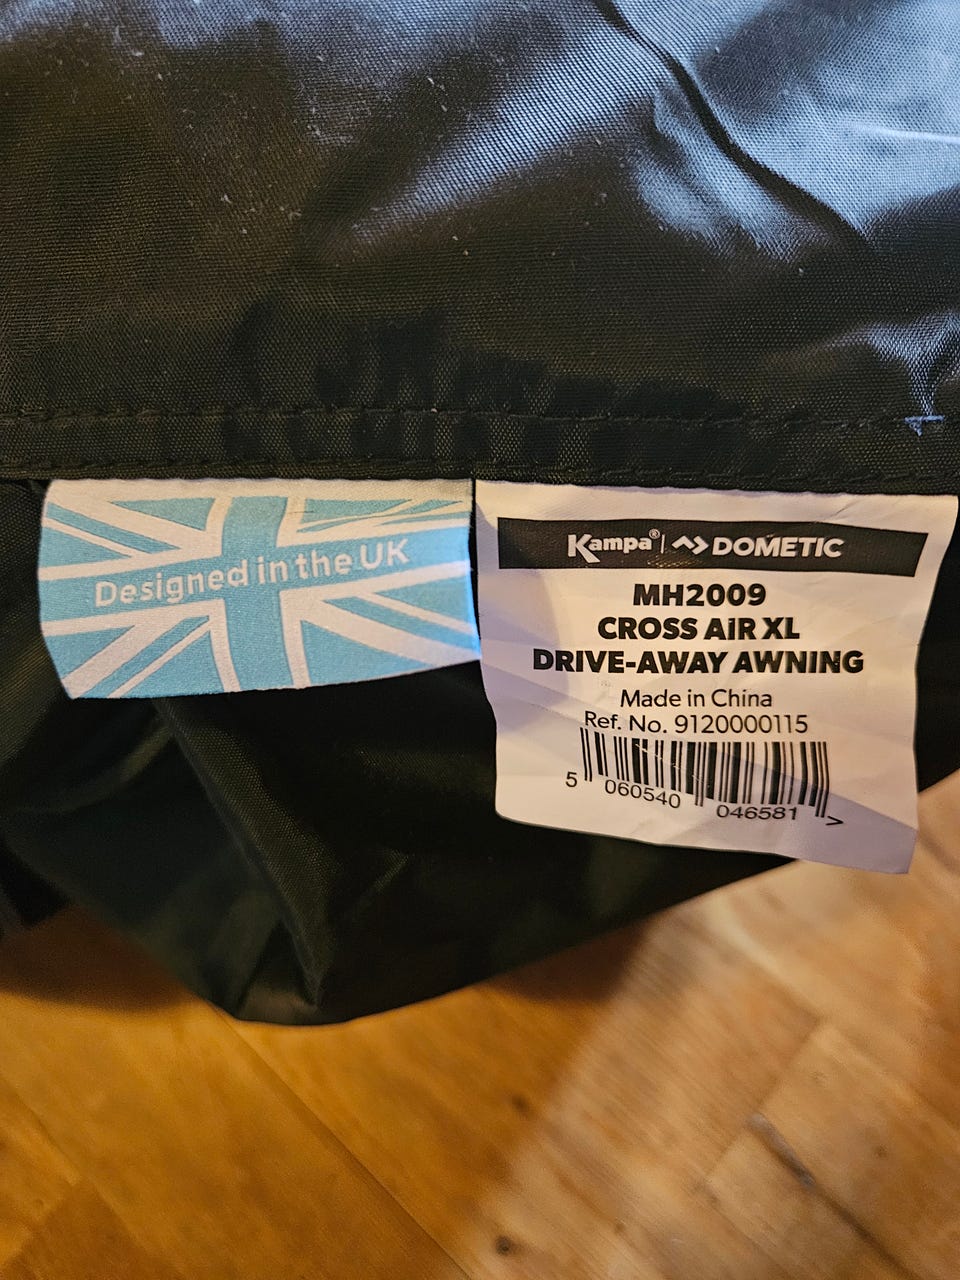 Designed in the UK
Kampa® | DOMETIC
MH2009
CROSS AIR XL
DRIVE-AWAY AWNING
Made in China
Ref. No. 9120000115
5 060540 046581 >